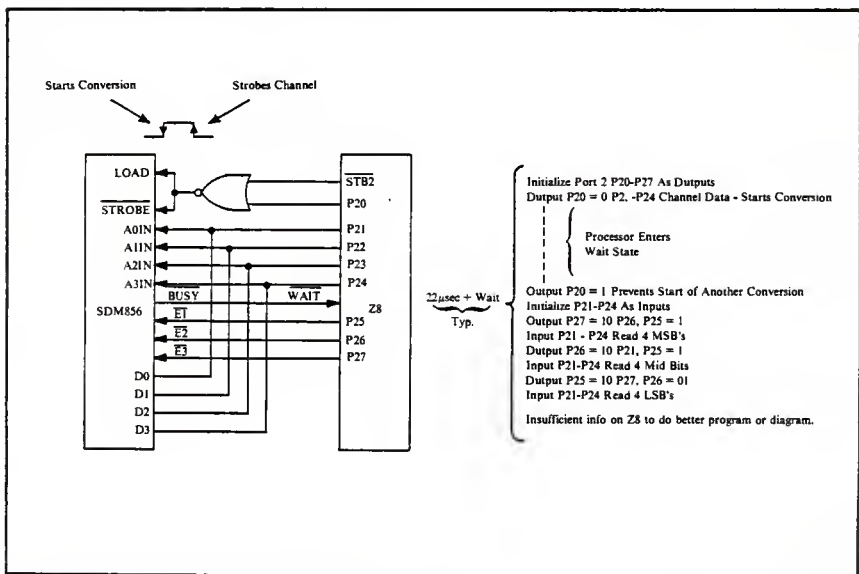 Starts Conversion
Strobes Channel
LOAD
STROBE
A0IN
A1IN
A2IN
A3IN
BUSY
SDM856
E1
E2
E3
D0
D1
D2
D3
WAIT
STB2
P20
P21
P22
P23
P24
Z8
P25
P26
P27
22μsec + Wait
Typ.
Initialize Port 2 P20-P27 As Dutputs
Output P20 = 0 P2, -P24 Channel Data - Starts Conversion
Processor Enters
Wait State
Output P20 = 1 Prevents Start of Another Conversion
Initialize P21-P24 As Inputs
Output P27 = 10 P26, P25 = 1
Input P21 - P24 Read 4 MSB's
Dutput P26 = 10 P21, P25 = 1
Input P21-P24 Read 4 Mid Bits
Dutput P25 = 10 P27, P26 = 01
Input P21-P24 Read 4 LSB's
Insufficient info on Z8 to do better program or diagram.